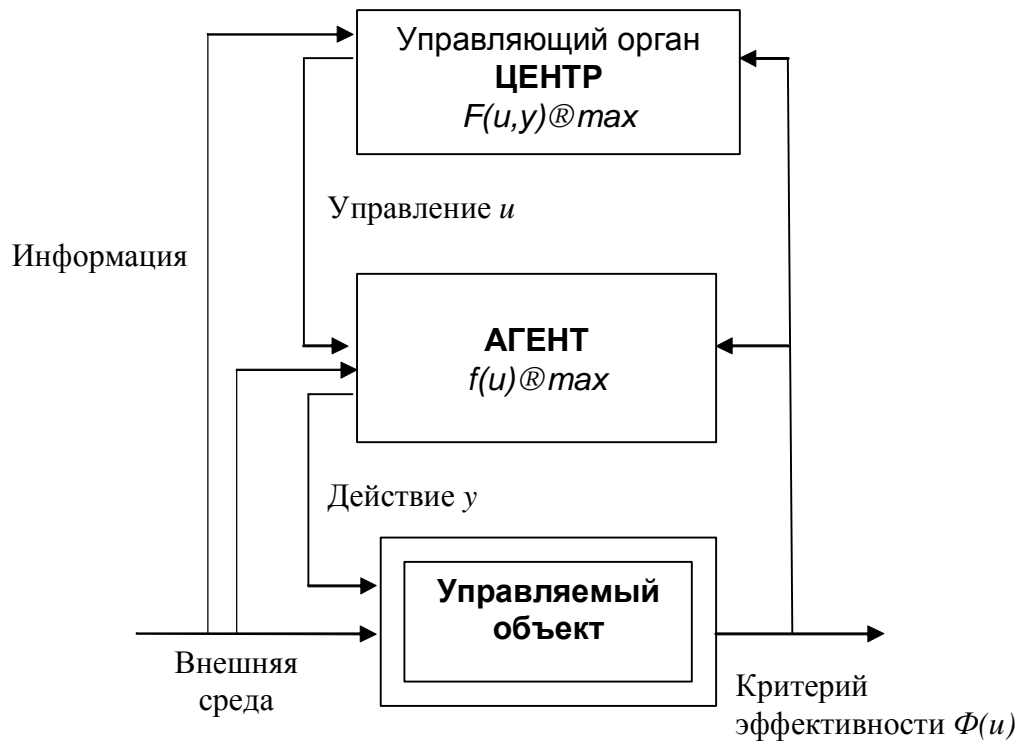 Управляющий орган
ЦЕНТР
F(u,y)®max
Управление u
Информация
АГЕНТ
f(u)®max
Действие y
Управляемый
объект
Внешняя
среда
Критерий
эффективности Ф(u)